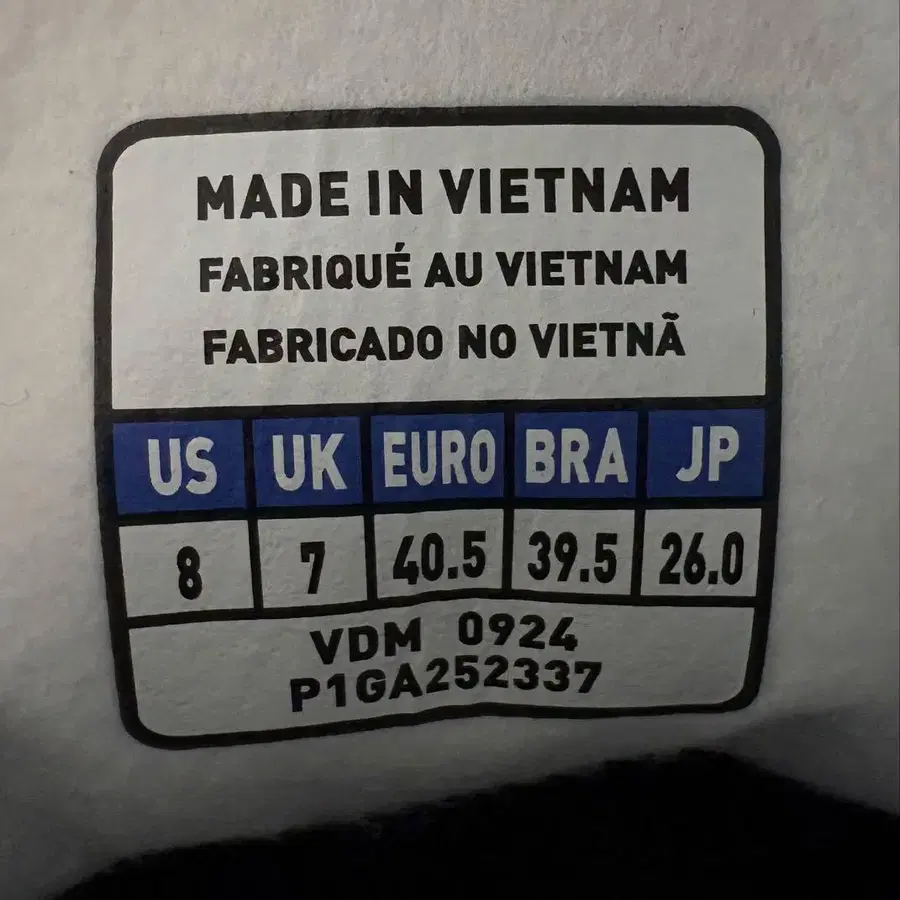 MADE IN VIETNAM
FABRIQUÉ AU VIETNAM
FABRICADO NO VIETNÃ
US UK EURO BRA JP
8 7 40.5 39.5 26.0
VDM 0924
P1GA252337